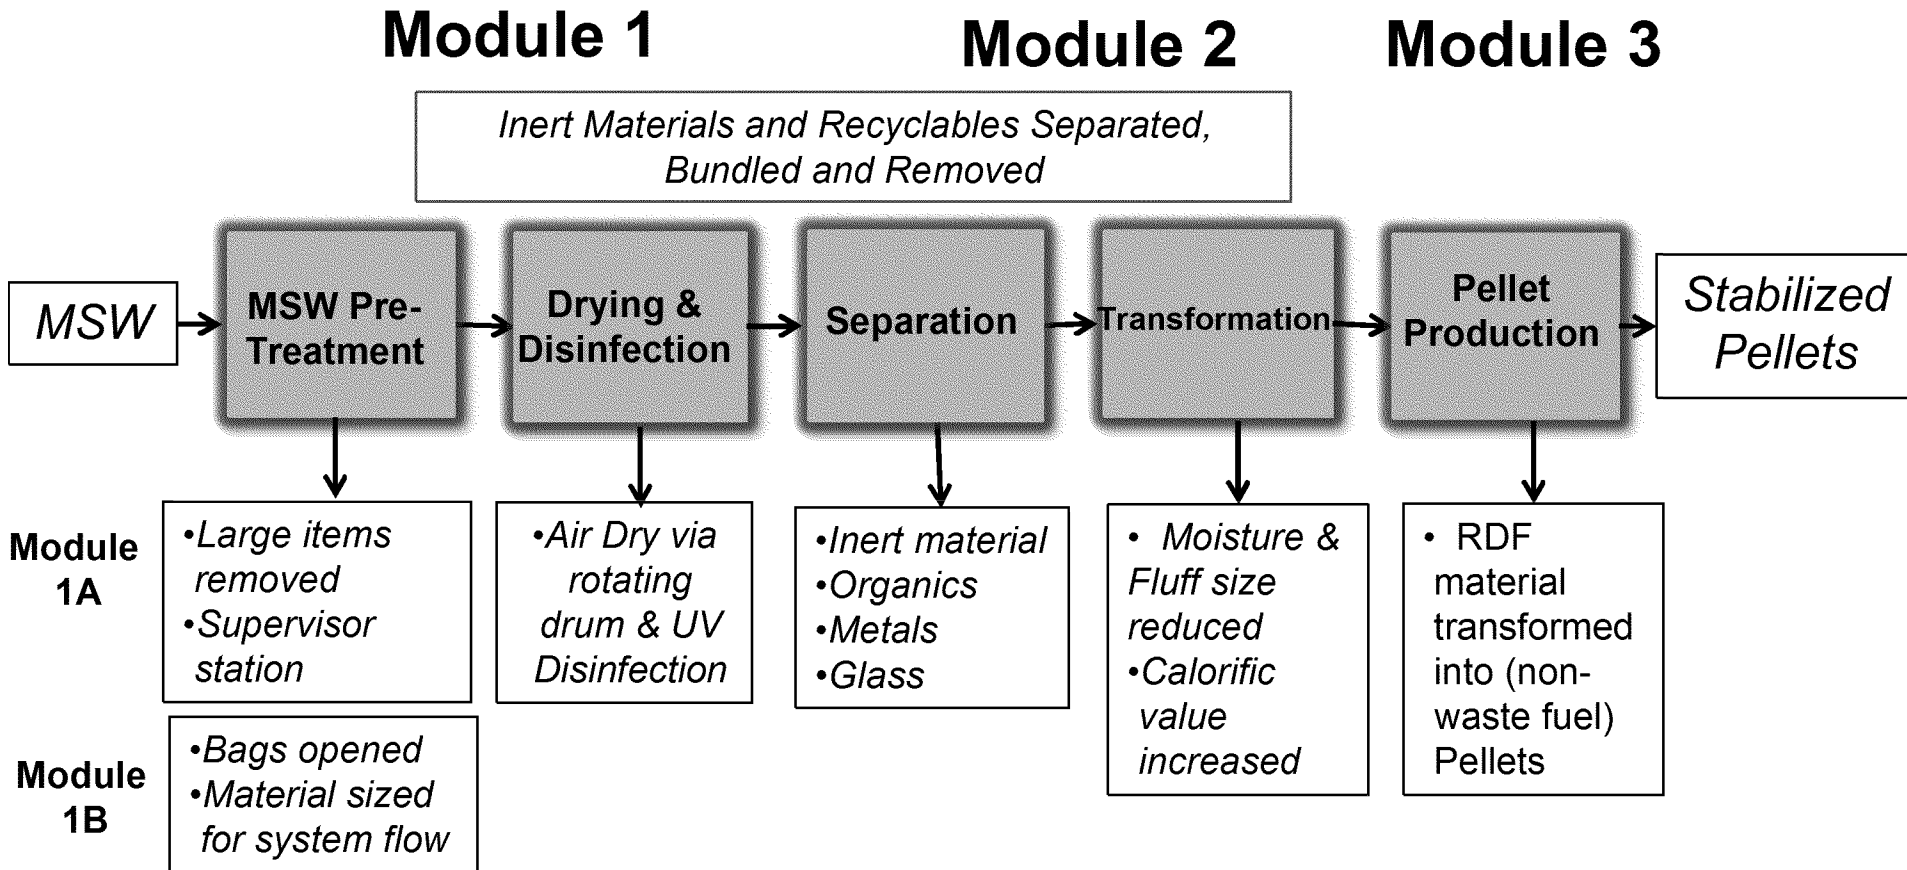 Module 1
Module 2
Module 3
Inert Materials and Recyclables Separated,
Bundled and Removed
MSW
MSW Pre-
Treatment
Drying &
Disinfection
Separation
Transformation
Pellet
Production
Stabilized
Pellets
Module
1A
•Large items
removed
•Supervisor
station
•Air Dry via
rotating
drum & UV
Disinfection
•Inert material
•Organics
•Metals
•Glass
• Moisture &
Fluff size
reduced
•Calorific
value
increased
• RDF
material
transformed
into (non-
waste fuel)
Pellets
Module
1B
•Bags opened
•Material sized
for system flow